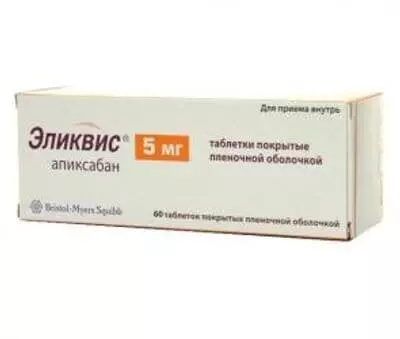 Для приема внутрь
ЭЛИКВИС®
5 мг
апиксабан
таблетки покрытые
пленочной оболочкой
Bristol-Myers Squibb
60 таблеток покрытых пленочной оболочкой